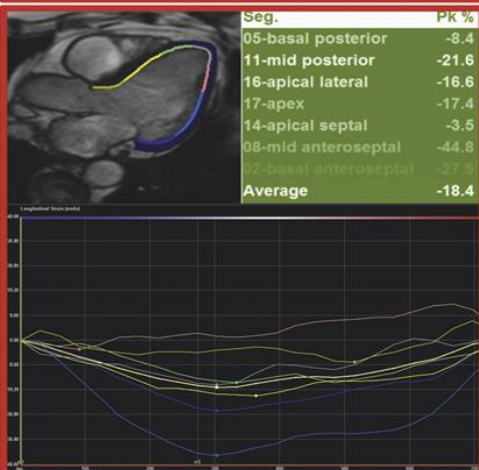 Seg. Pk %
05-basal posterior -8.4
11-mid posterior -21.6
16-apical lateral -16.6
17-apex -17.4
14-apical septal -3.5
08-mid anteroseptal -44.8
02-basal anteroseptal -27.5
Average -18.4
Longitudinal Strain (endo)